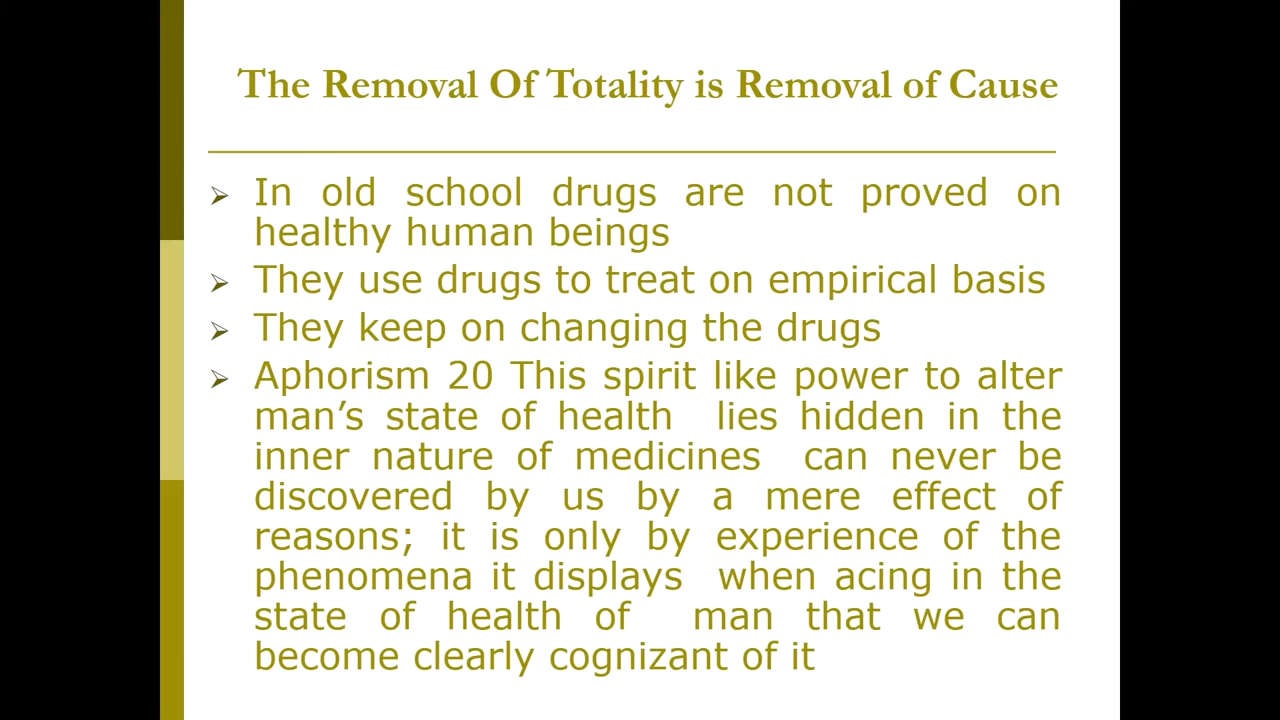 The Removal Of Totality is Removal of Cause
In old school drugs are not proved on
healthy human beings
They use drugs to treat on empirical basis
They keep on changing the drugs
Aphorism 20 This spirit like power to alter
man’s state of health lies hidden in the
inner nature of medicines can never be
discovered by us by a mere effect of
reasons; it is only by experience of the
phenomena it displays when acing in the
state of health of man that we can
become clearly cognizant of it